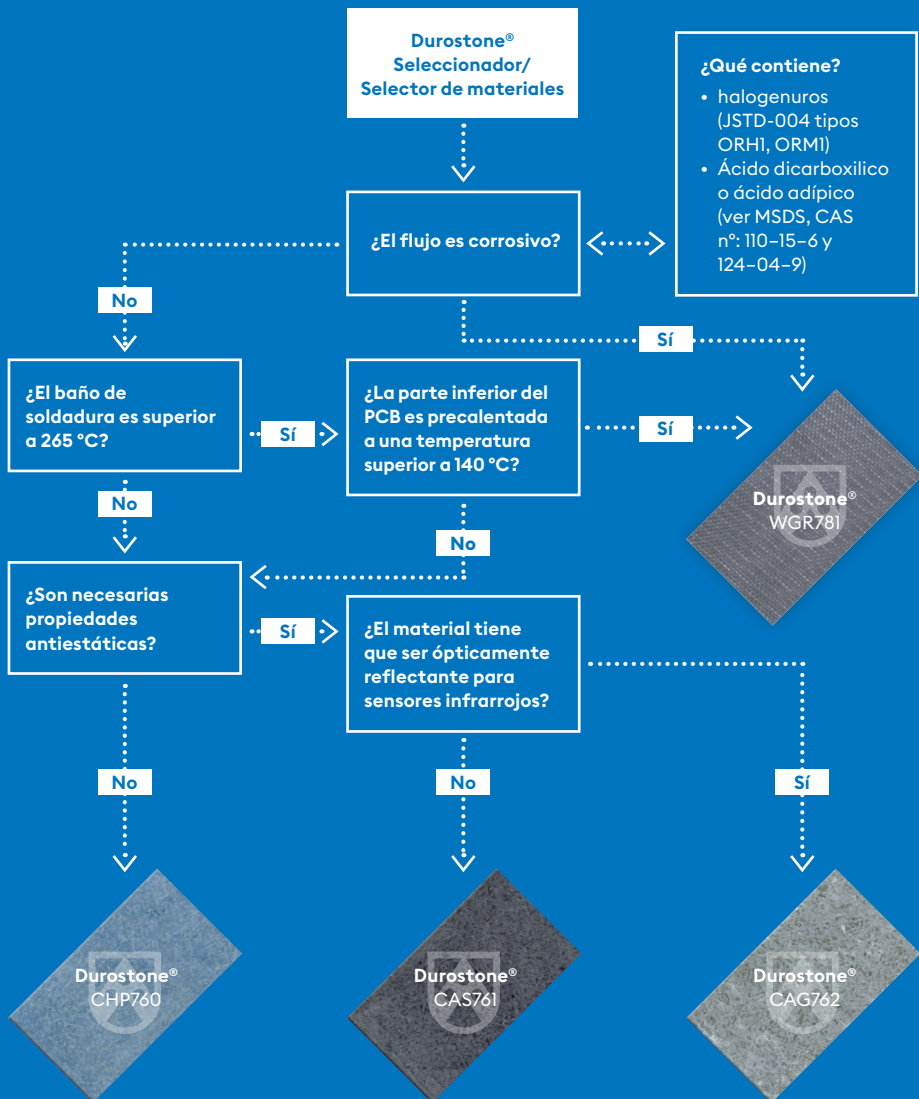 Durostone®
Seleccionador/
Selector de materiales
¿Qué contiene?
• halogenuros
(JSTD-004 tipos
ORH1, ORM1)
• Ácido dicarboxilico
o ácido adípico
(ver MSDS, CAS
n°: 110–15–6 y
124–04–9)
¿El flujo es corrosivo?
No
Sí
¿El baño de
soldadura es superior
a 265 °C?
Sí
¿La parte inferior del
PCB es precalentada
a una temperatura
superior a 140 °C?
Sí
Durostone®
WGR781
No
No
¿Son necesarias
propiedades
antiestáticas?
Sí
¿El material tiene
que ser ópticamente
reflectante para
sensores infrarrojos?
No
No
Sí
Durostone®
CHP760
Durostone®
CAS761
Durostone®
CAG762